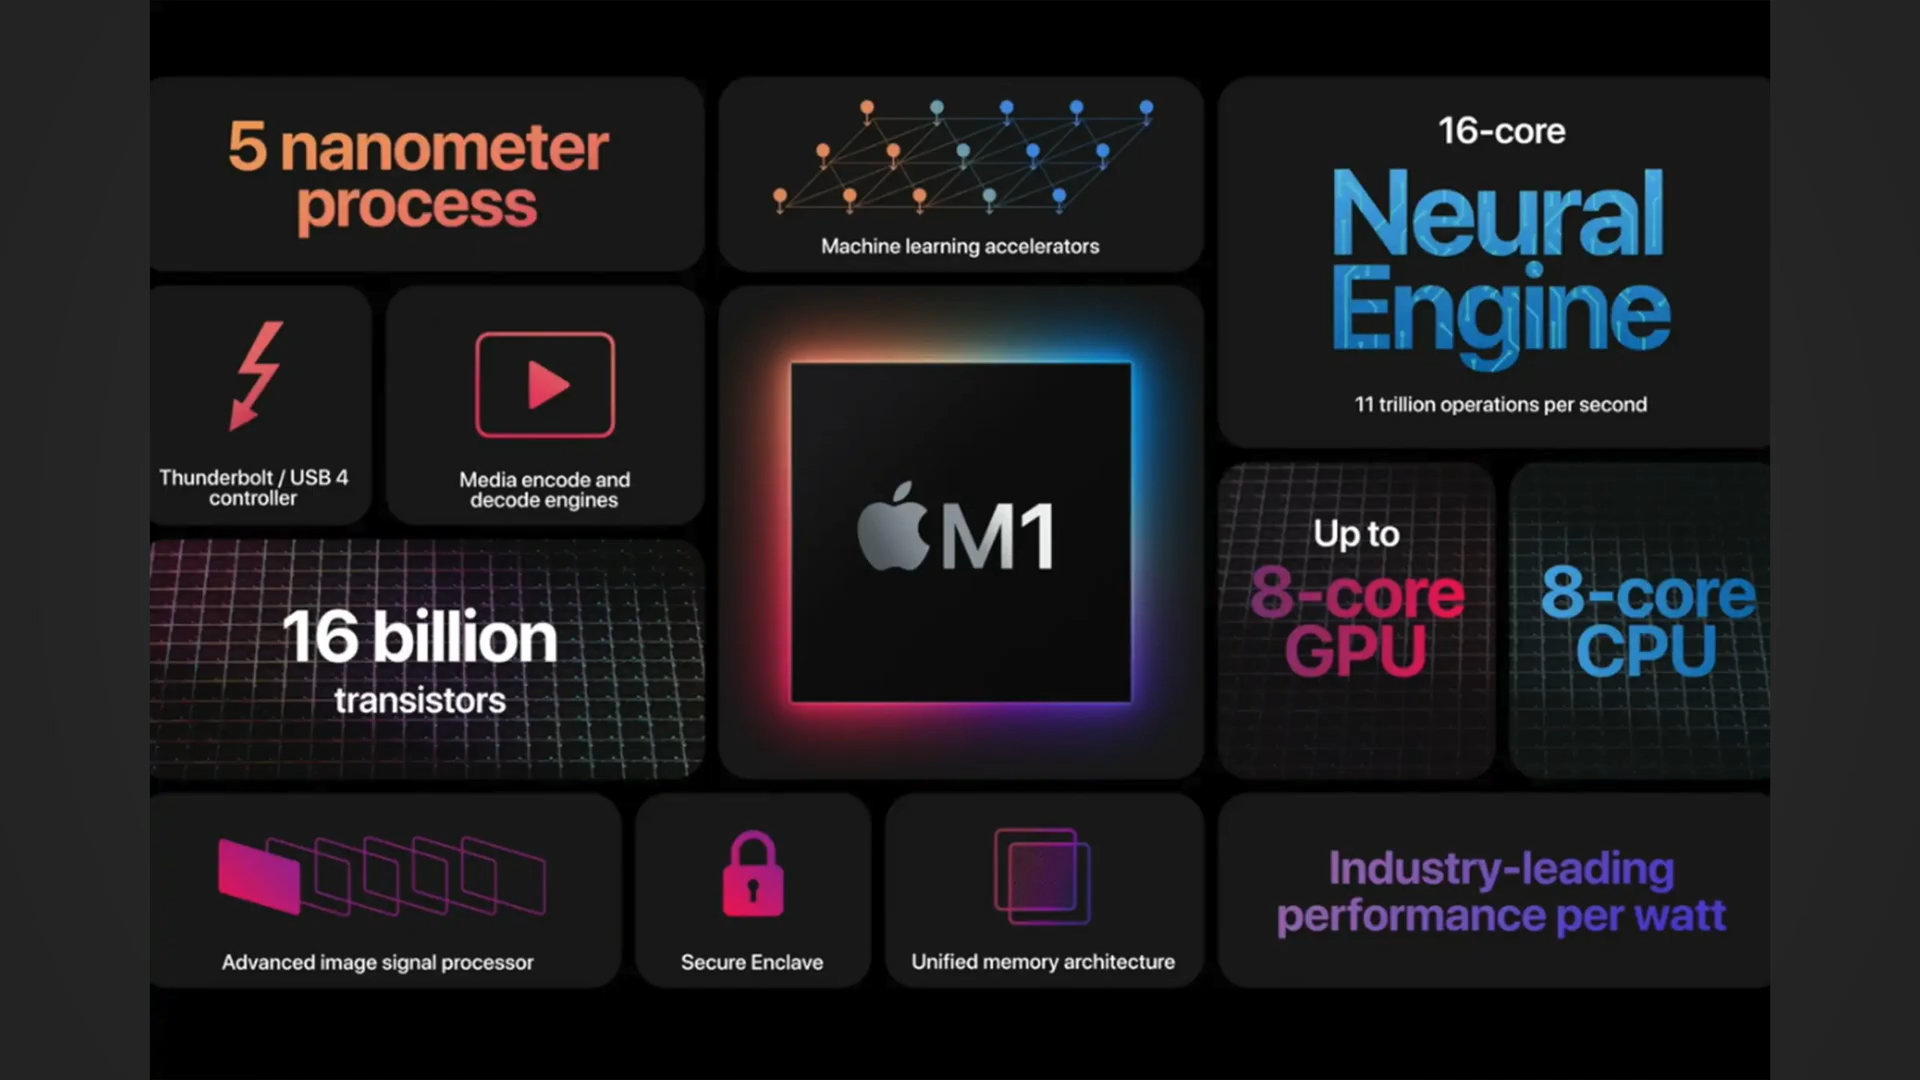 5 nanometer
process
Machine learning accelerators
16-core
Neural
Engine
11 trillion operations per second
Thunderbolt / USB 4
controller
Media encode and
decode engines
M1
Up to
8-core
GPU
8-core
CPU
16 billion
transistors
Advanced image signal processor
Secure Enclave
Unified memory architecture
Industry-leading
performance per watt